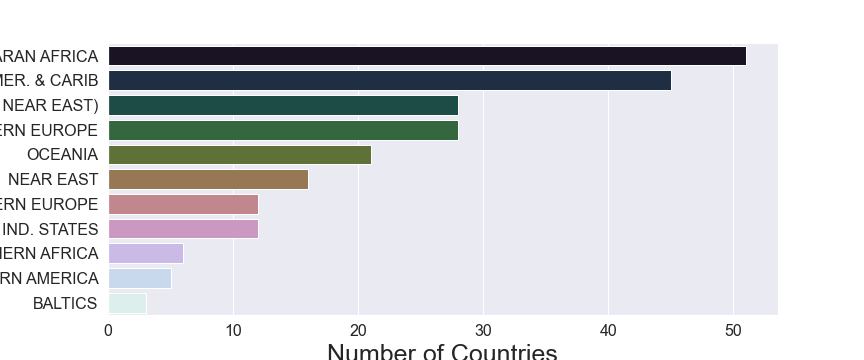 ARAN AFRICA
MER. & CARIB
NEAR EAST)
ERN EUROPE
OCEANIA
NEAR EAST
ERN EUROPE
IND. STATES
HERN AFRICA
RN AMERICA
BALTICS
0 10 20 30 40 50
Number of Countries